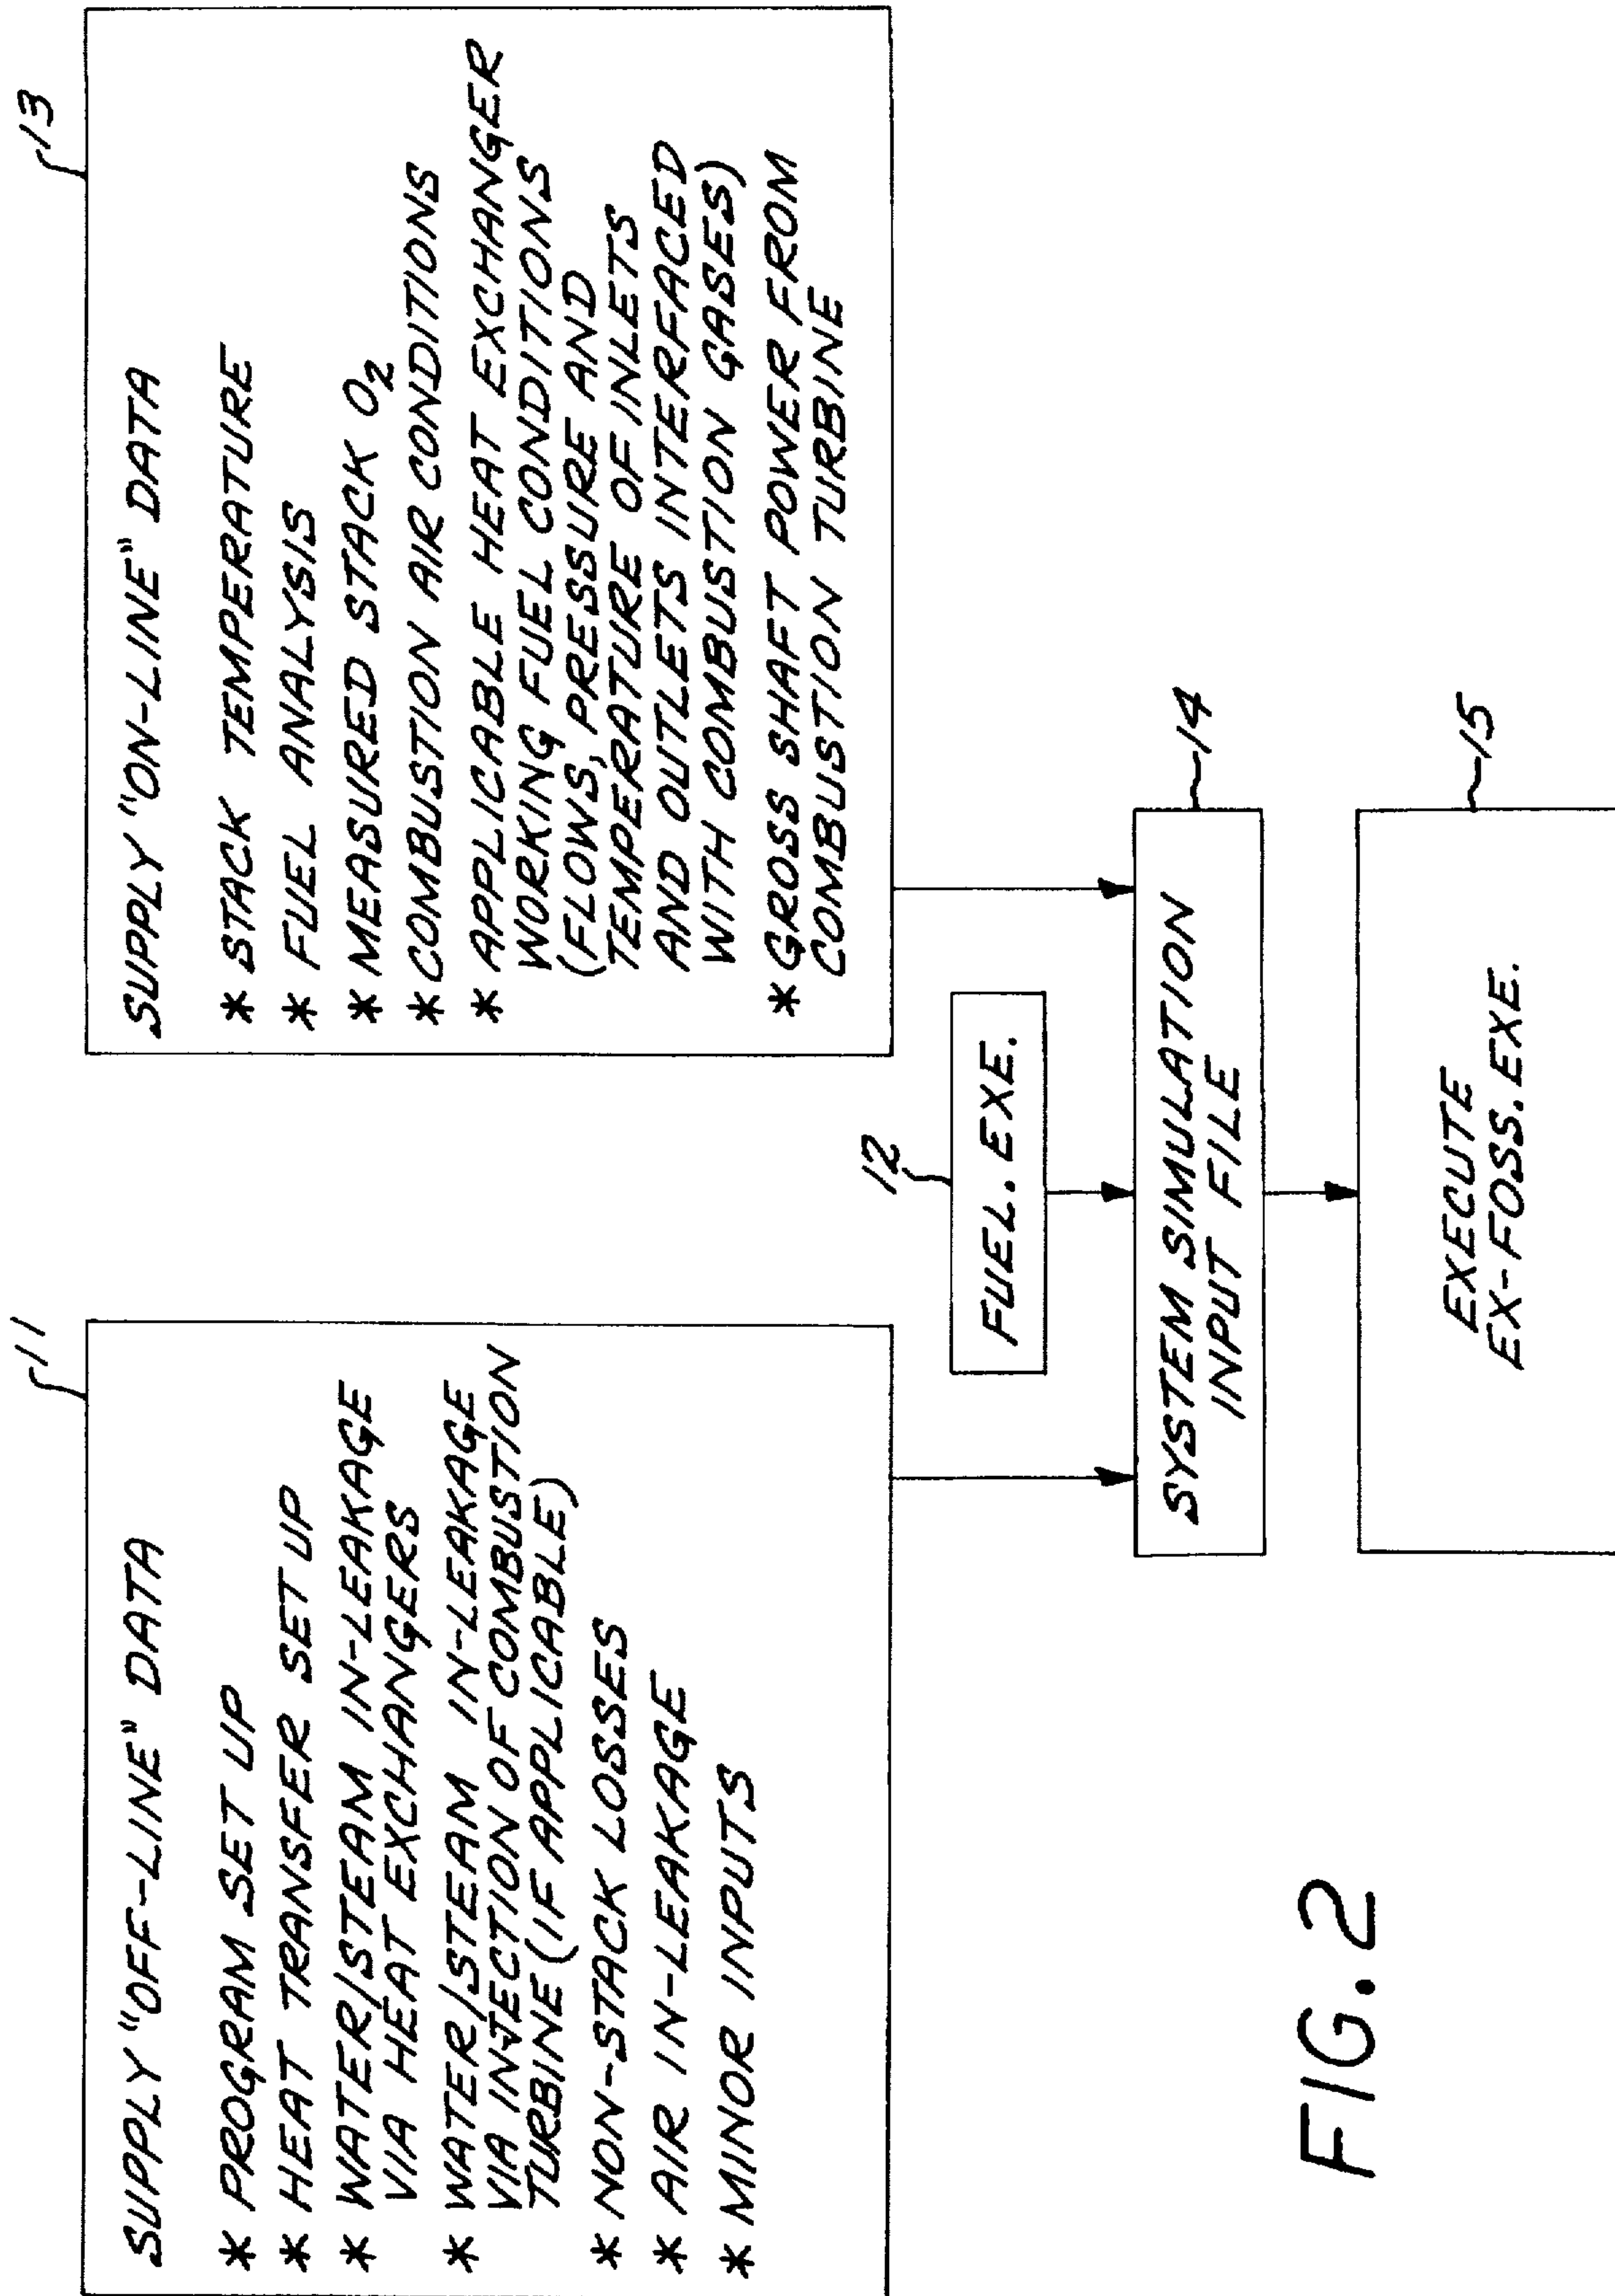 11
SUPPLY "OFF-LINE" DATA
* PROGRAM SET UP
* HEAT TRANSFER SET UP
* WATER/STEAM IN-LEAKAGE
VIA HEAT EXCHANGERS
* WATER/STEAM IN-LEAKAGE
VIA INJECTION OF COMBUSTION
TURBINE (IF APPLICABLE)
* NON-STACK LOSSES
* AIR IN-LEAKAGE
* MINOR INPUTS
13
SUPPLY "ON-LINE" DATA
* STACK TEMPERATURE
* FUEL ANALYSIS
* MEASURED STACK O2
* COMBUSTION AIR CONDITIONS
* APPLICABLE HEAT EXCHANGER
WORKING FUEL CONDITIONS
(FLOWS, PRESSURE AND
TEMPERATURE OF INLETS
AND OUTLETS INTERFACED
WITH COMBUSTION GASES)
* GROSS SHAFT POWER FROM
COMBUSTION TURBINE
12
FUEL.EXE.
SYSTEM SIMULATION
INPUT FILE
14
EXECUTE
EX-FOSS.EXE.
15
FIG. 2